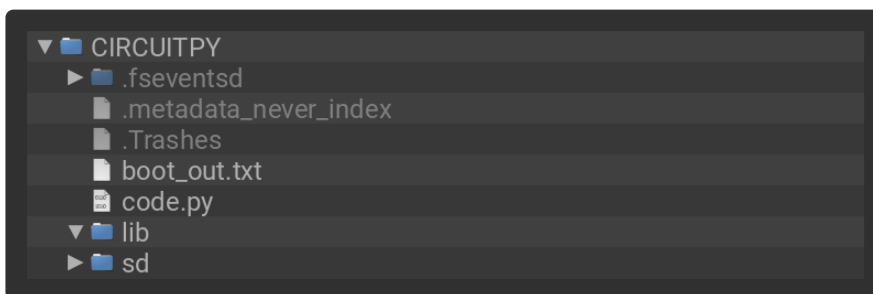 CIRCUITPY
.fseventsd
.metadata_never_index
.Trashes
boot_out.txt
code.py
lib
sd